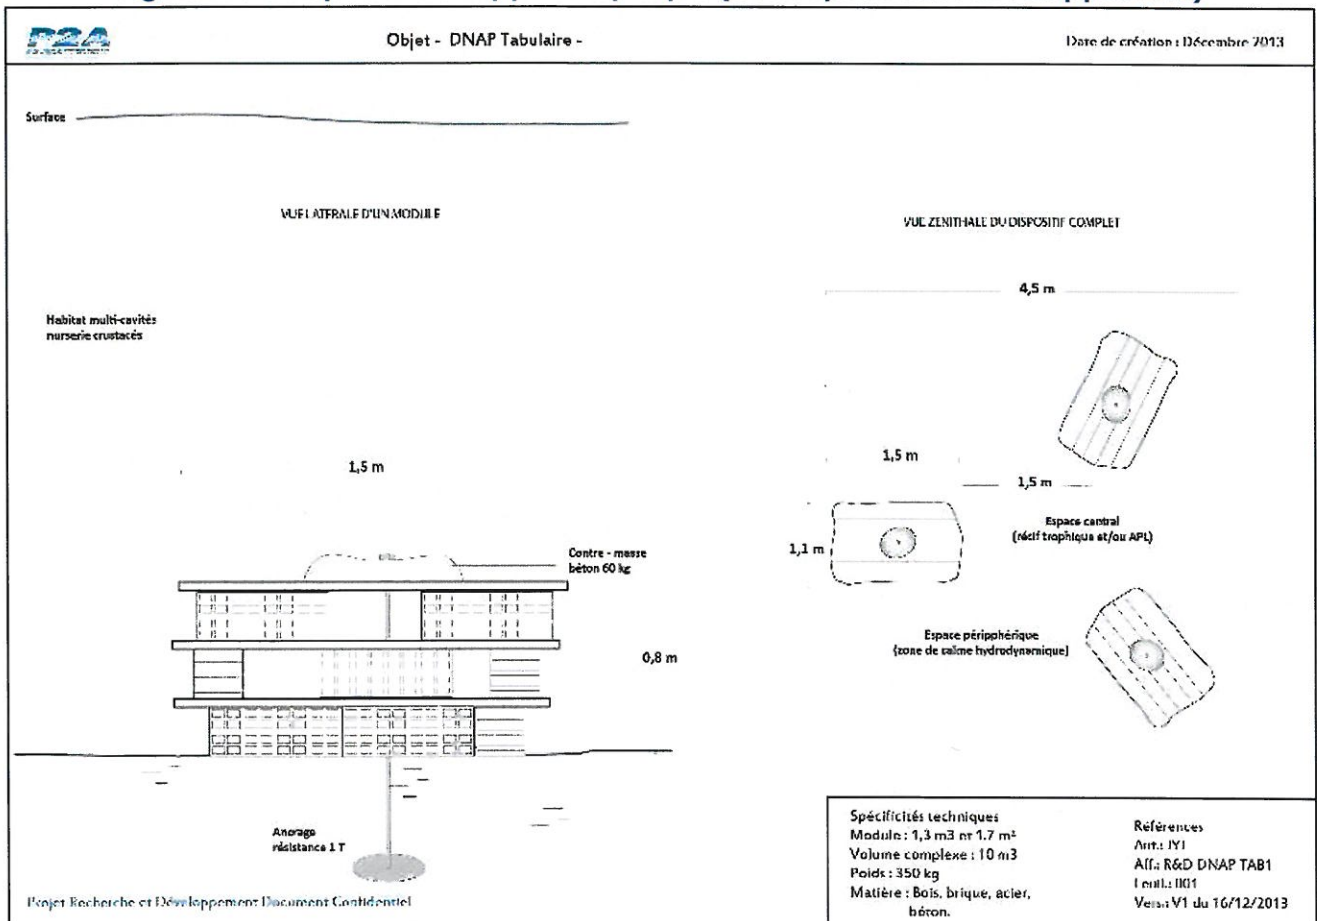 P2A
Objet - DNAP Tabulaire -
Date de création : Décembre 2013
Surface
VUE LATERALE D'UN MODULE
VUE ZENITHALE DU DISPOSITIF COMPLET
4,5 m
Habitat multi-cavités
nurserie crustacés
1,5 m
1,5 m
1,5 m
Espace central
(récif trophique et/ou APL)
1,1 m
Contre - masse
béton 60 kg
Espace péripphérique
(zone de calme hydrodynamique)
0,8 m
Ancrage
résistance 1 T
Spécificités techniques
Module : 1,3 m3 et 1.7 m²
Volume complexe : 10 m3
Poids : 350 kg
Matière : Bois, brique, acier,
béton.
Références
Aff.: R&D DNAP TAB1
Vers.: V1 du 16/12/2013
Projet Recherche et Développement Document Confidentiel